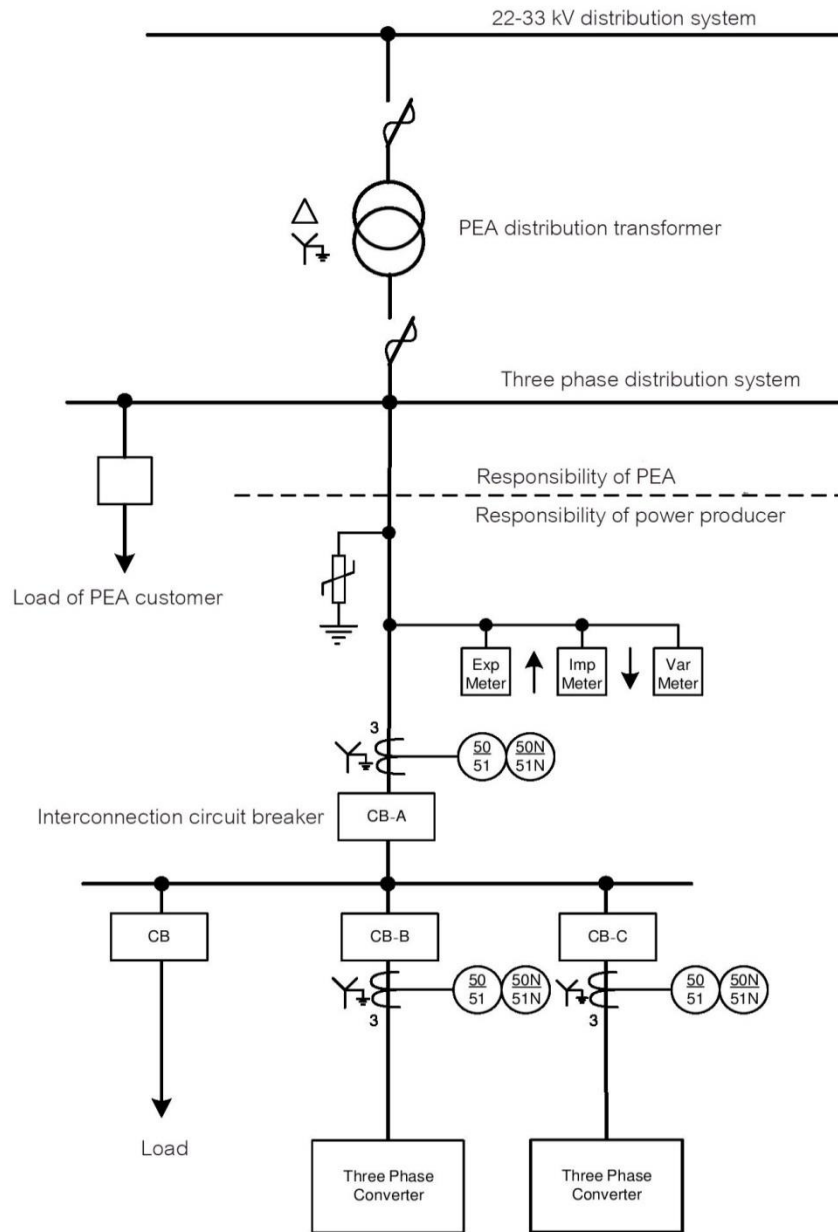 22-33 kV distribution system
PEA distribution transformer
Three phase distribution system
Responsibility of PEA
Responsibility of power producer
Load of PEA customer
Exp
Meter
Imp
Meter
Var
Meter
3
50
51
50N
51N
Interconnection circuit breaker
CB-A
CB
CB-B
CB-C
50
51
50N
51N
3
50
51
50N
51N
3
Load
Three Phase
Converter
Three Phase
Converter